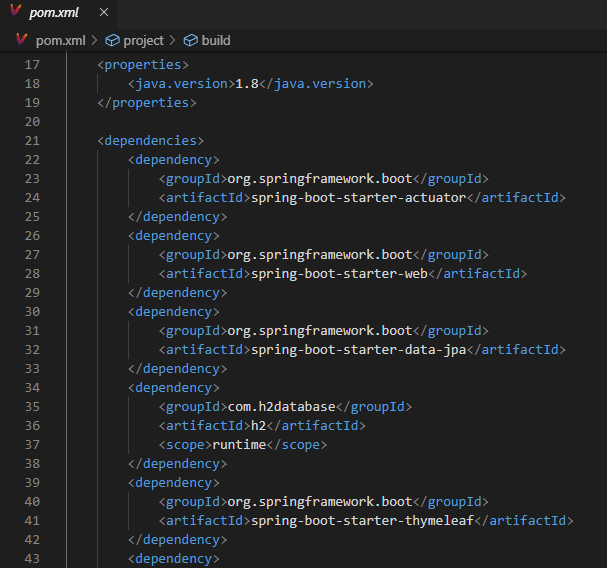 pom.xml ×
pom.xml > project > build
17 <properties>
18 <java.version>1.8</java.version>
19 </properties>
20
21 <dependencies>
22 <dependency>
23 <groupId>org.springframework.boot</groupId>
24 <artifactId>spring-boot-starter-actuator</artifactId>
25 </dependency>
26 <dependency>
27 <groupId>org.springframework.boot</groupId>
28 <artifactId>spring-boot-starter-web</artifactId>
29 </dependency>
30 <dependency>
31 <groupId>org.springframework.boot</groupId>
32 <artifactId>spring-boot-starter-data-jpa</artifactId>
33 </dependency>
34 <dependency>
35 <groupId>com.h2database</groupId>
36 <artifactId>h2</artifactId>
37 <scope>runtime</scope>
38 </dependency>
39 <dependency>
40 <groupId>org.springframework.boot</groupId>
41 <artifactId>spring-boot-starter-thymeleaf</artifactId>
42 </dependency>
43 <dependency>